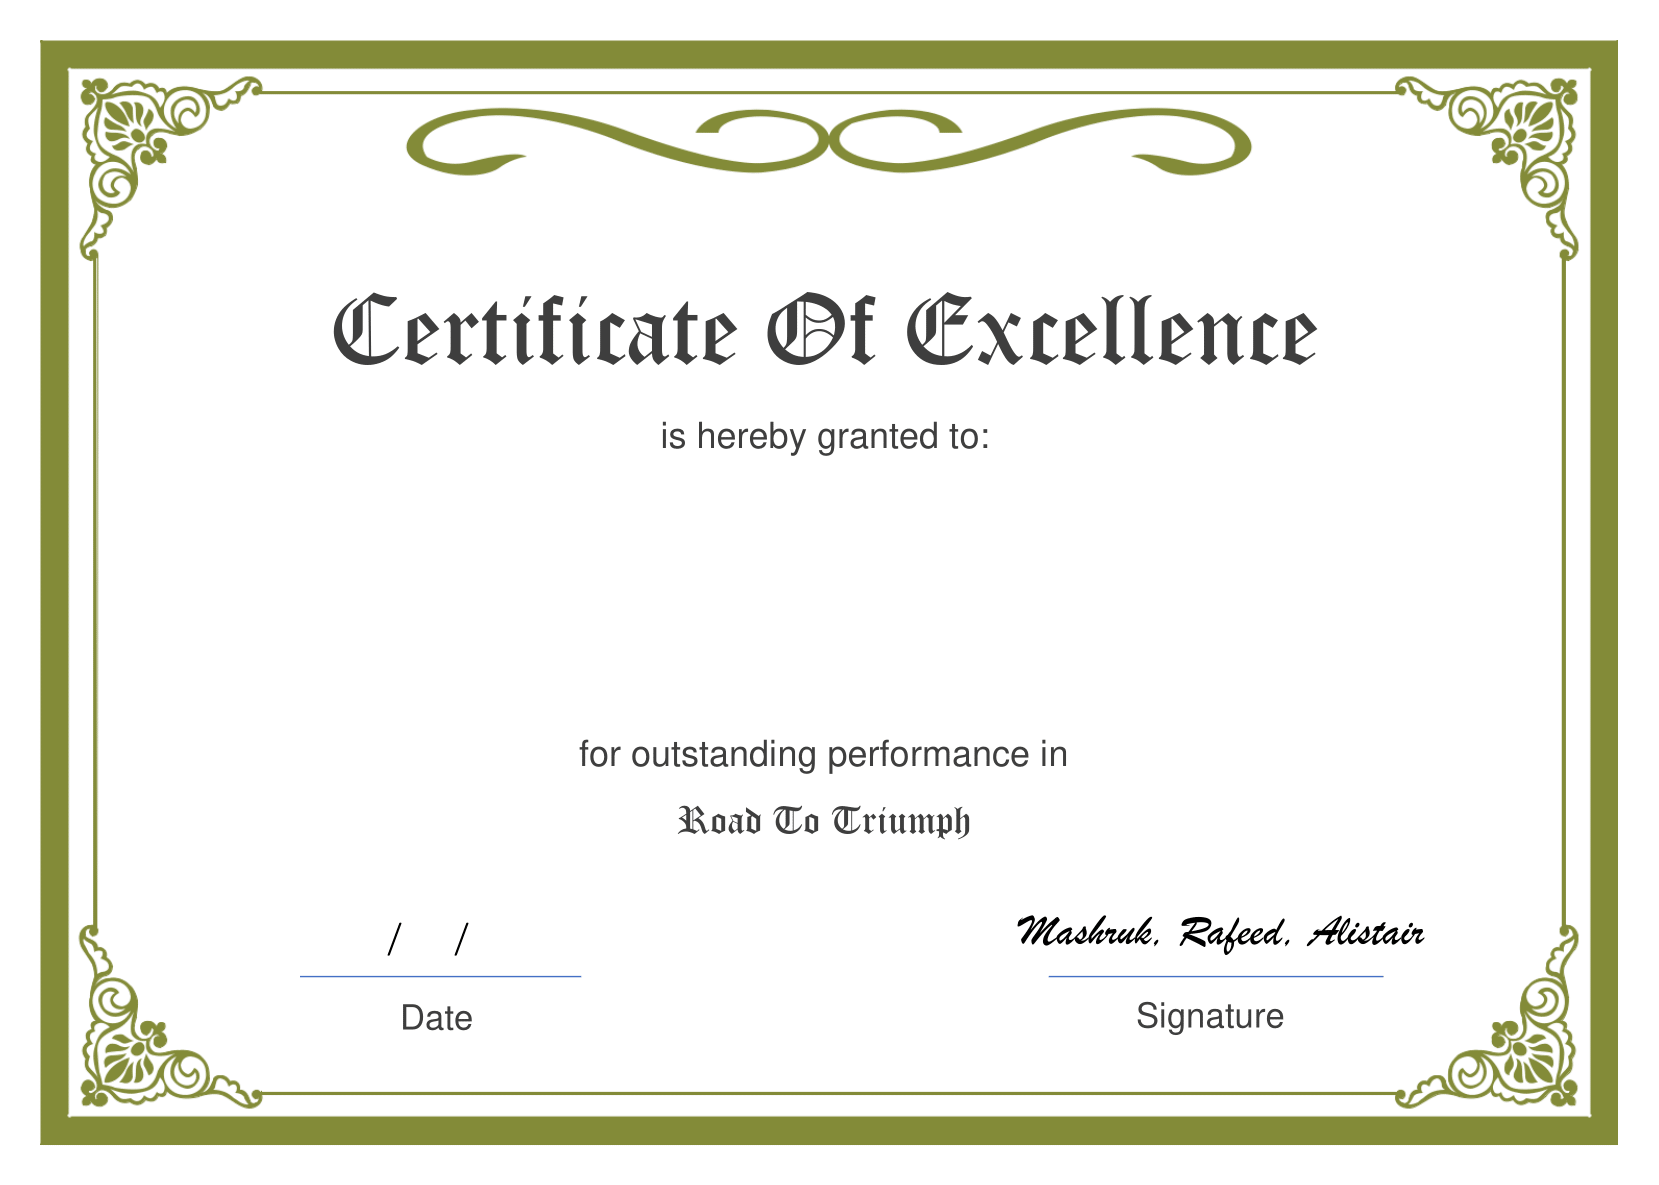 Certificate Of Excellence
is hereby granted to:
for outstanding performance in
Road To Triumph
/ /
Mashruk, Rafeed, Alistair
Date
Signature